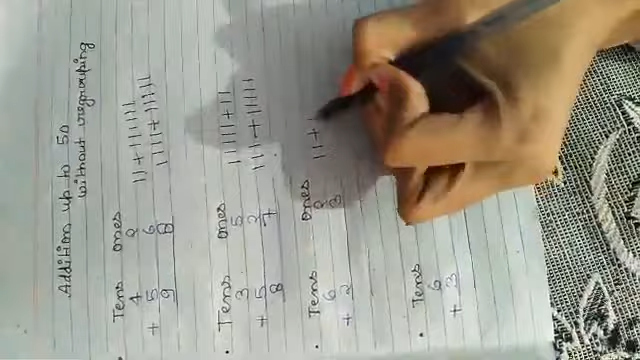 Addition up to 50
without regrouping
Tens ones
4 2 || + ||||||
+ 5 6 |||| + |||||
9 8
Tens ones
3 5 ||||| + ||
+ 5 2 ||| + |||||
8 7
Tens ones
6 2 || +
+ 2
Tens
6
+ 3